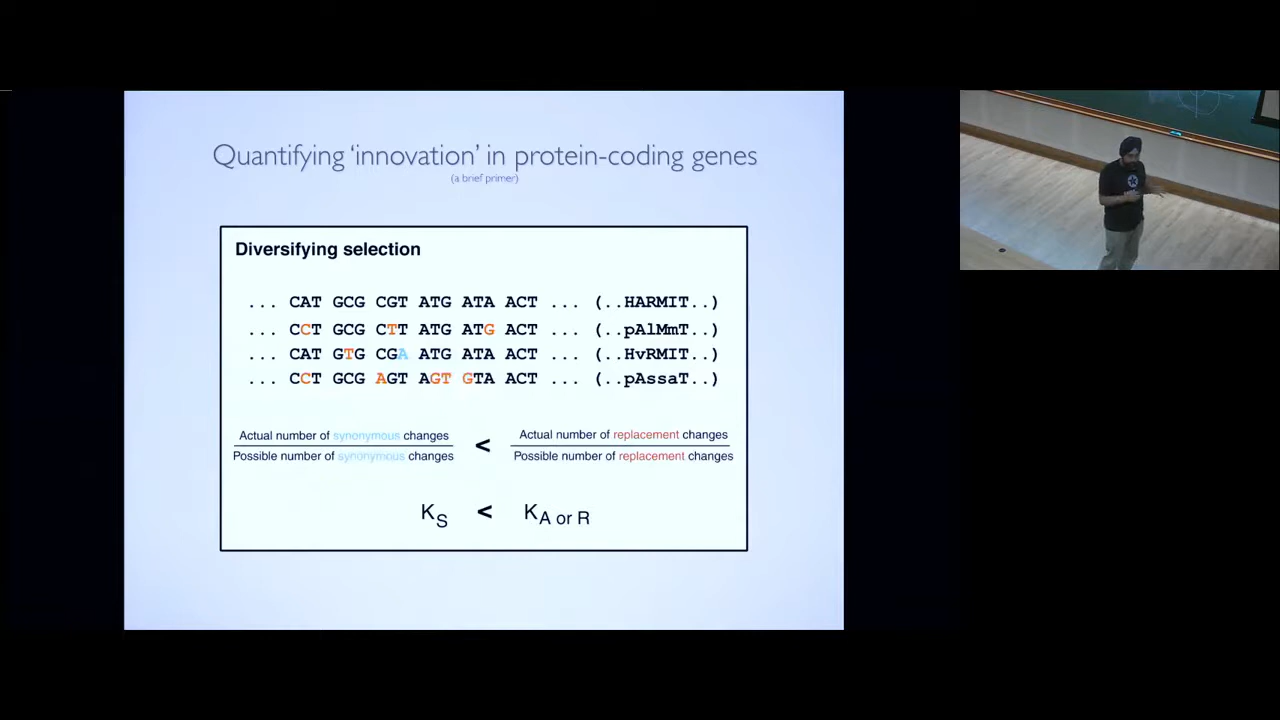 Quantifying ‘innovation’ in protein-coding genes
(a brief primer)
Diversifying selection
... CAT GCG CGT ATG ATA ACT ... (..HARMIT..)
... CCT GCG CTT ATG ATG ACT ... (..pAlMmT..)
... CAT GTG CGA ATG ATA ACT ... (..HvRMIT..)
... CCT GCG AGT AGT GTA ACT ... (..pAssaT..)
Actual number of synonymous changes
Possible number of synonymous changes
<
Actual number of replacement changes
Possible number of replacement changes
KS < KA or R